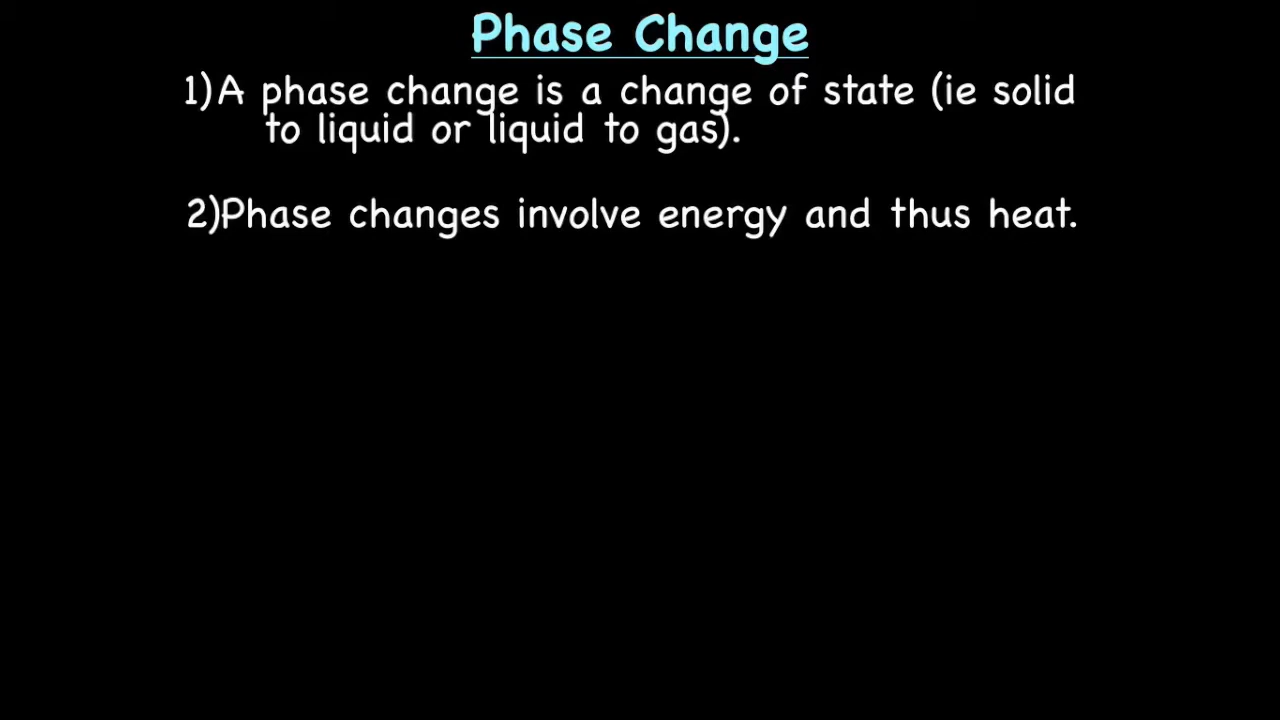 Phase Change
1)A phase change is a change of state (ie solid
to liquid or liquid to gas).
2)Phase changes involve energy and thus heat.